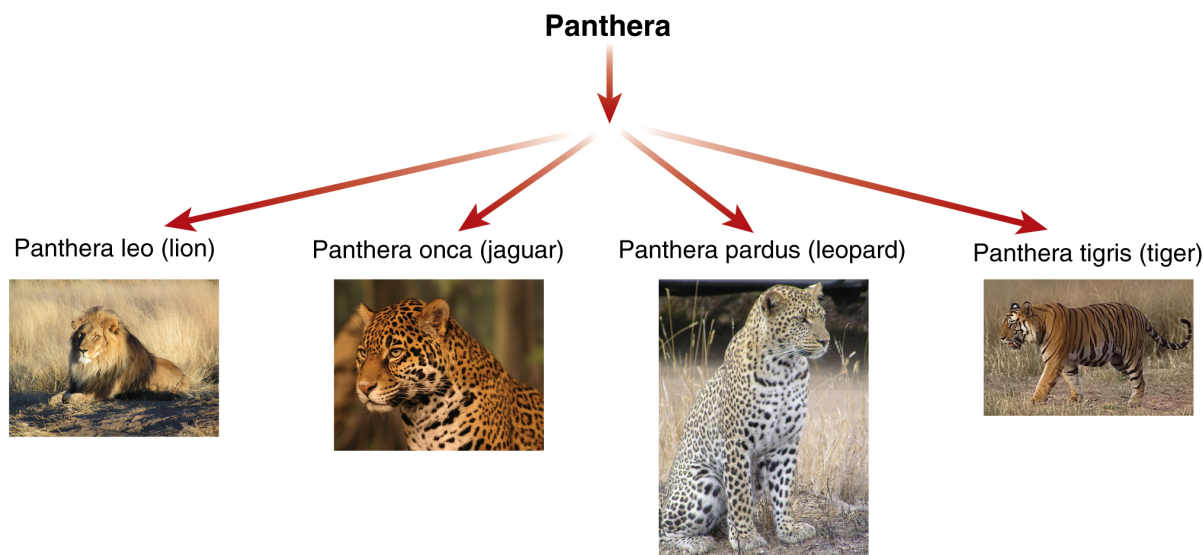 Panthera
Panthera leo (lion)
Panthera onca (jaguar)
Panthera pardus (leopard)
Panthera tigris (tiger)